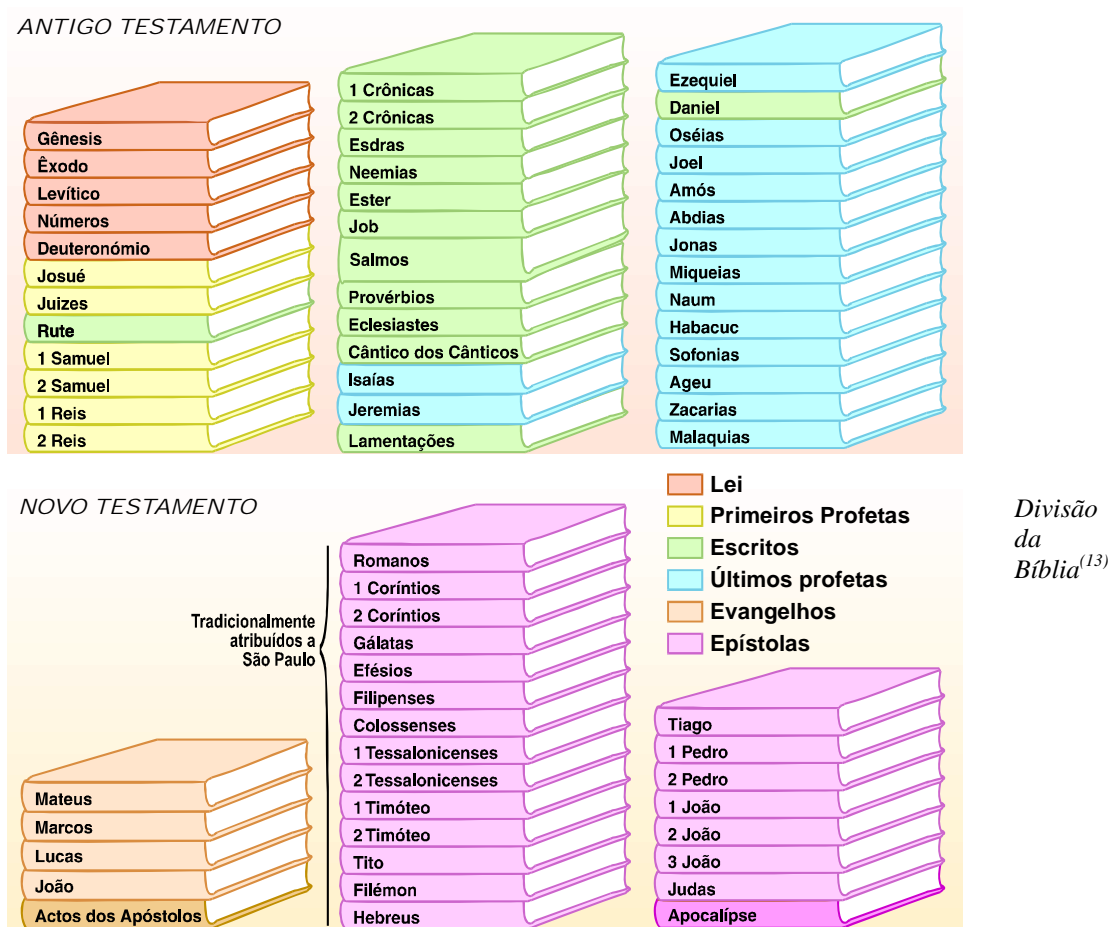 ANTIGO TESTAMENTO
Gênesis
Êxodo
Levítico
Números
Deuteronómio
Josué
Juizes
Rute
1 Samuel
2 Samuel
1 Reis
2 Reis
1 Crônicas
2 Crônicas
Esdras
Neemias
Ester
Job
Salmos
Provérbios
Eclesiastes
Cântico dos Cânticos
Isaías
Jeremias
Lamentações
Ezequiel
Daniel
Oséias
Joel
Amós
Abdias
Jonas
Miqueias
Naum
Habacuc
Sofonias
Ageu
Zacarias
Malaquias
NOVO TESTAMENTO
Mateus
Marcos
Lucas
João
Actos dos Apóstolos
Tradicionalmente
atribuídos a
São Paulo
Romanos
1 Coríntios
2 Coríntios
Gálatas
Efésios
Filipenses
Colossenses
1 Tessalonicenses
2 Tessalonicenses
1 Timóteo
2 Timóteo
Tito
Filémon
Hebreus
Lei
Primeiros Profetas
Escritos
Últimos profetas
Evangelhos
Epístolas
Tiago
1 Pedro
2 Pedro
1 João
2 João
3 João
Judas
Apocalípse
Divisão
da
Bíblia(13)